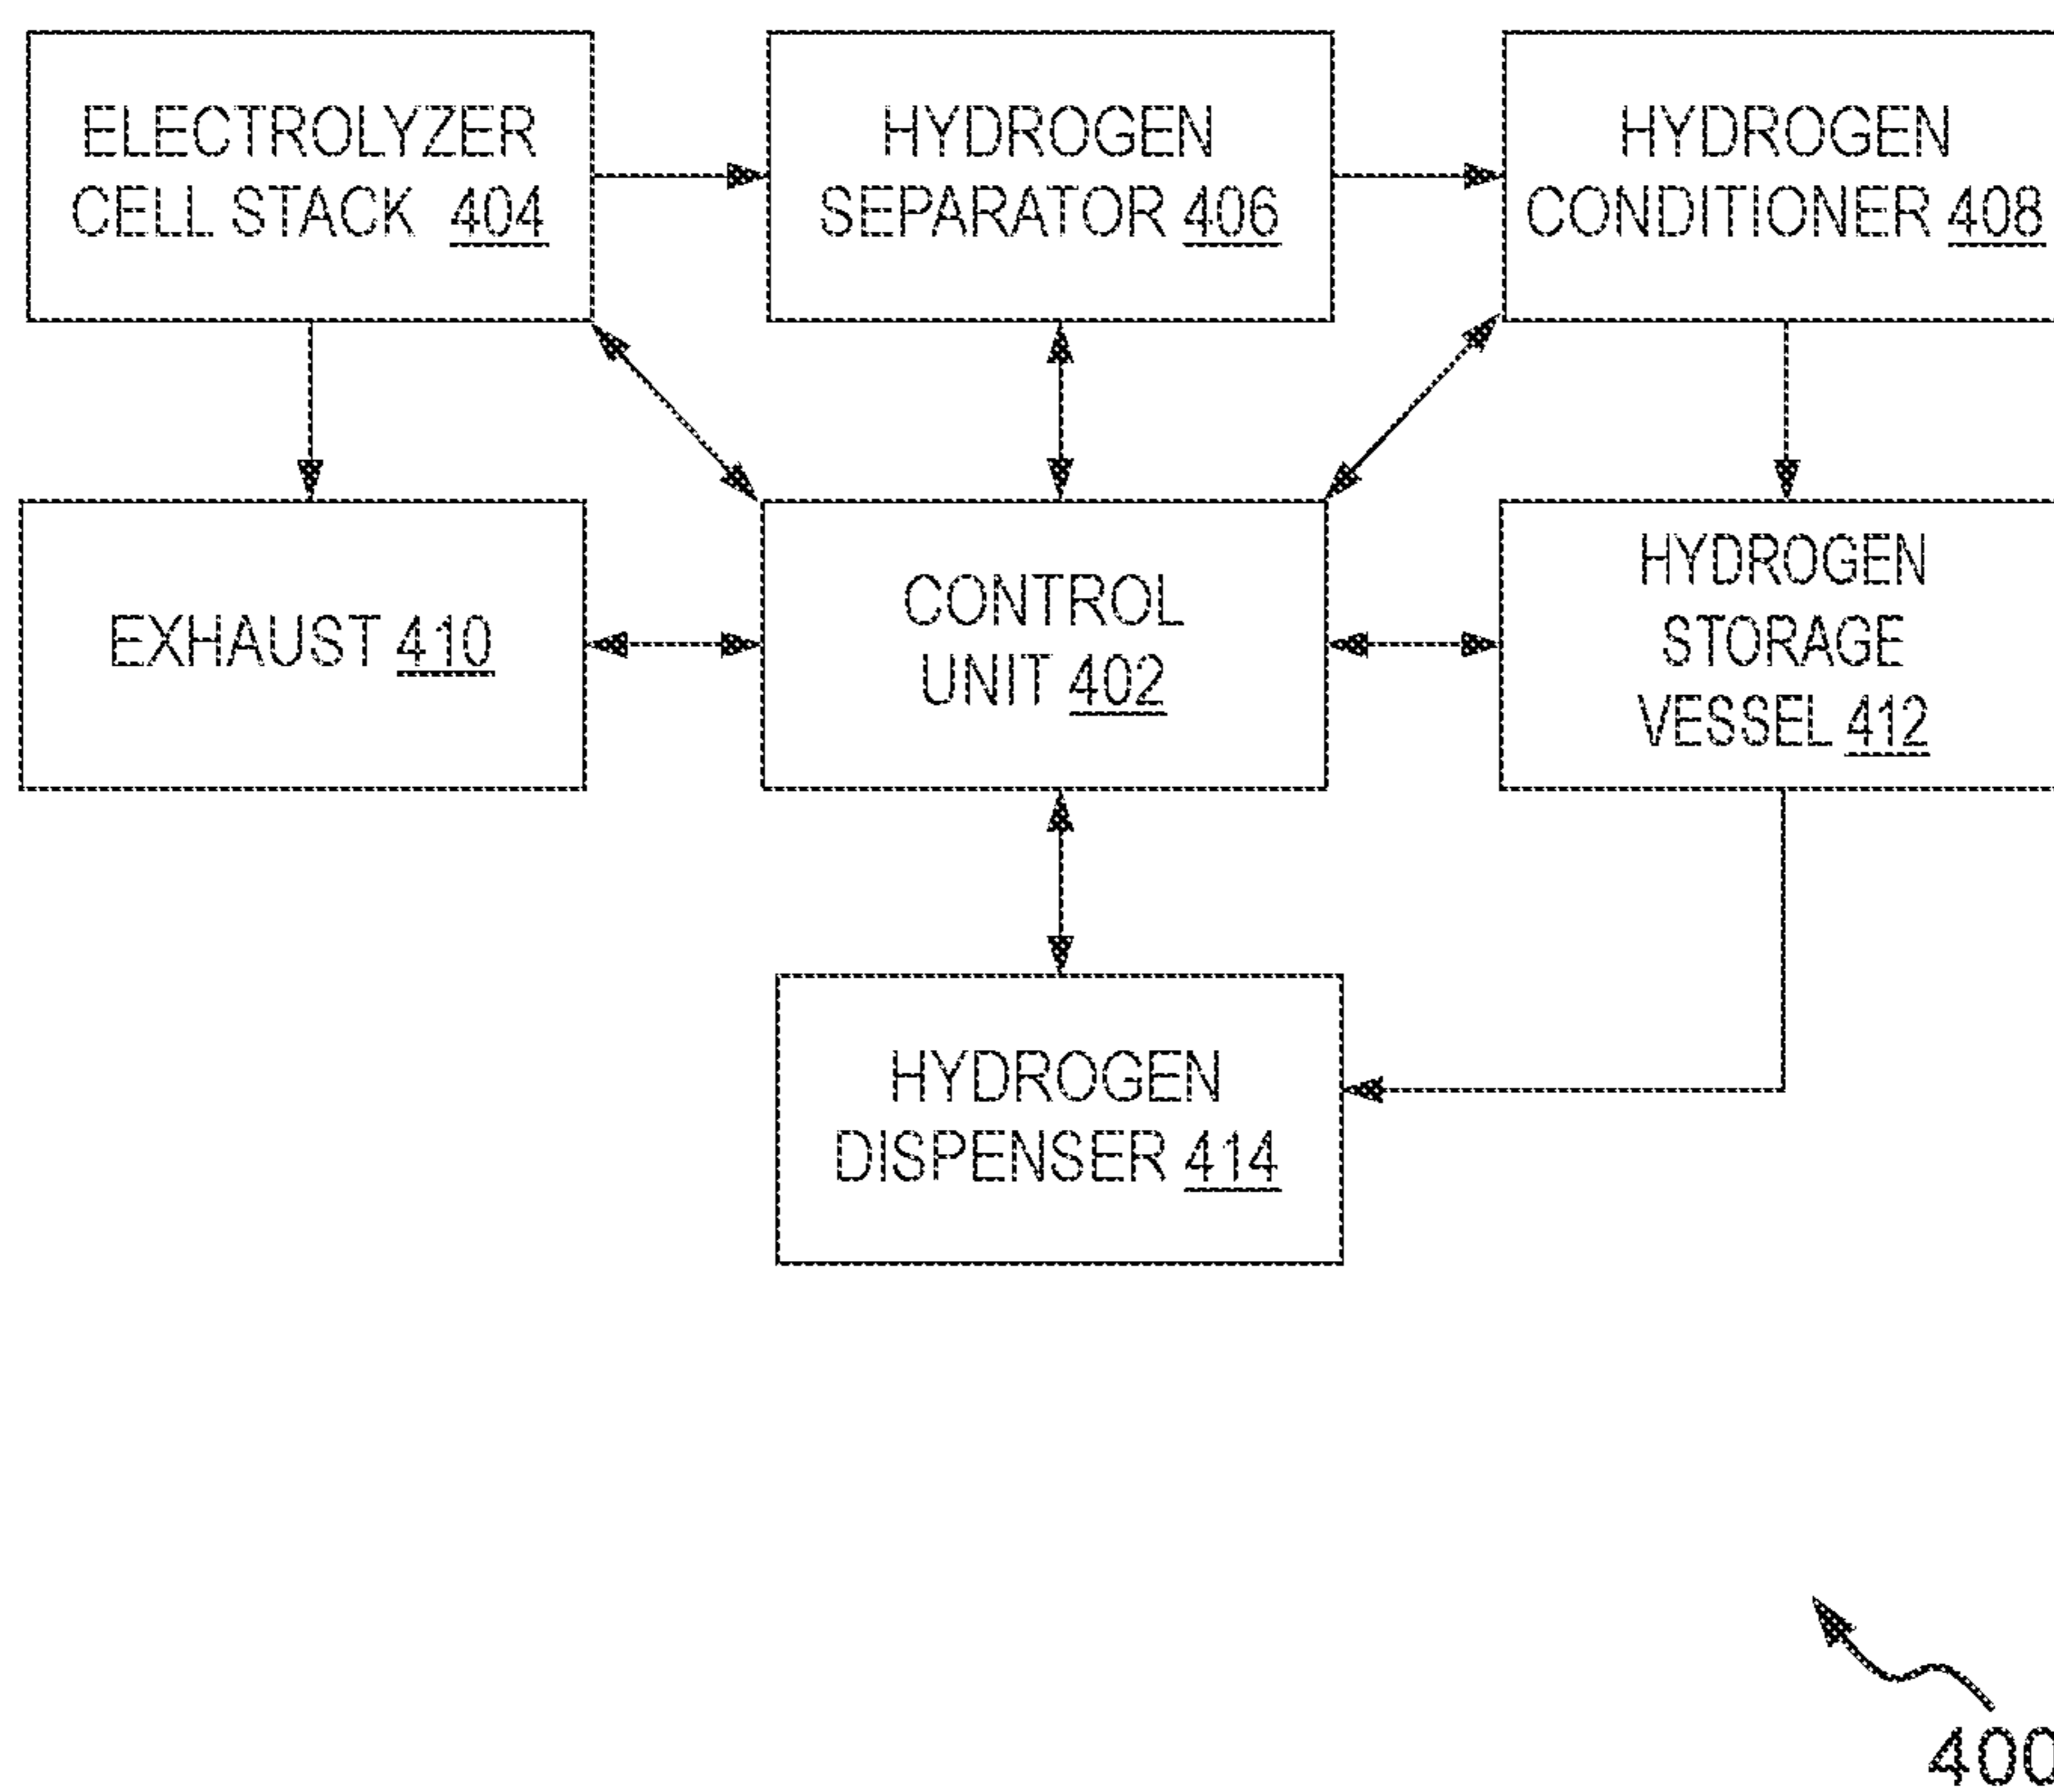 ELECTROLYZER
CELL STACK 404
HYDROGEN
SEPARATOR 406
HYDROGEN
CONDITIONER 408
EXHAUST 410
CONTROL
UNIT 402
HYDROGEN
STORAGE
VESSEL 412
HYDROGEN
DISPENSER 414
400